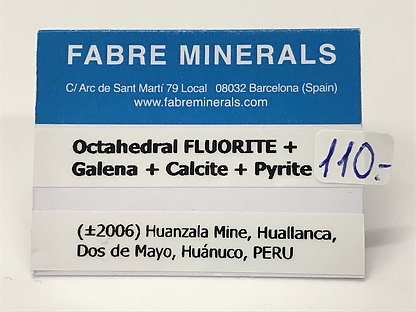 FABRE MINERALS
C/ Arc de Sant Martí 79 Local 08032 Barcelona (Spain)
www.fabreminerals.com
Octahedral FLUORITE +
Galena + Calcite + Pyrite
110.-
(±2006) Huanzala Mine, Huallanca,
Dos de Mayo, Huánuco, PERU